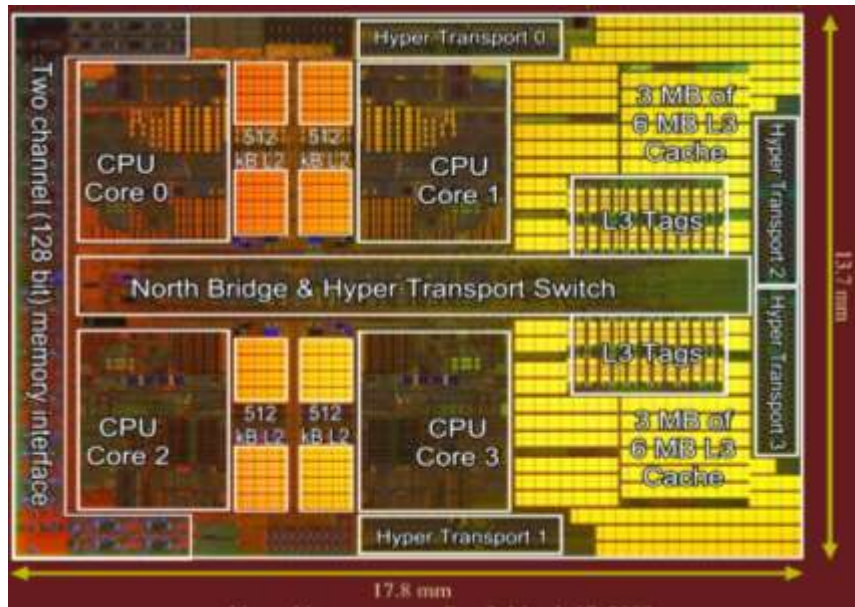 Hyper-Transport 0
Two channel (128 bit) memory interface
CPU
Core 0
512
kB L2
512
kB L2
CPU
Core 1
3 MB of
6 MB L3
Cache
L3 Tags
Hyper Transport 2
13.7 mm
North Bridge & Hyper-Transport Switch
L3 Tags
Hyper Transport 3
CPU
Core 2
512
kB L2
512
kB L2
CPU
Core 3
3 MB of
6 MB L3
Cache
Hyper Transport 1
17.8 mm